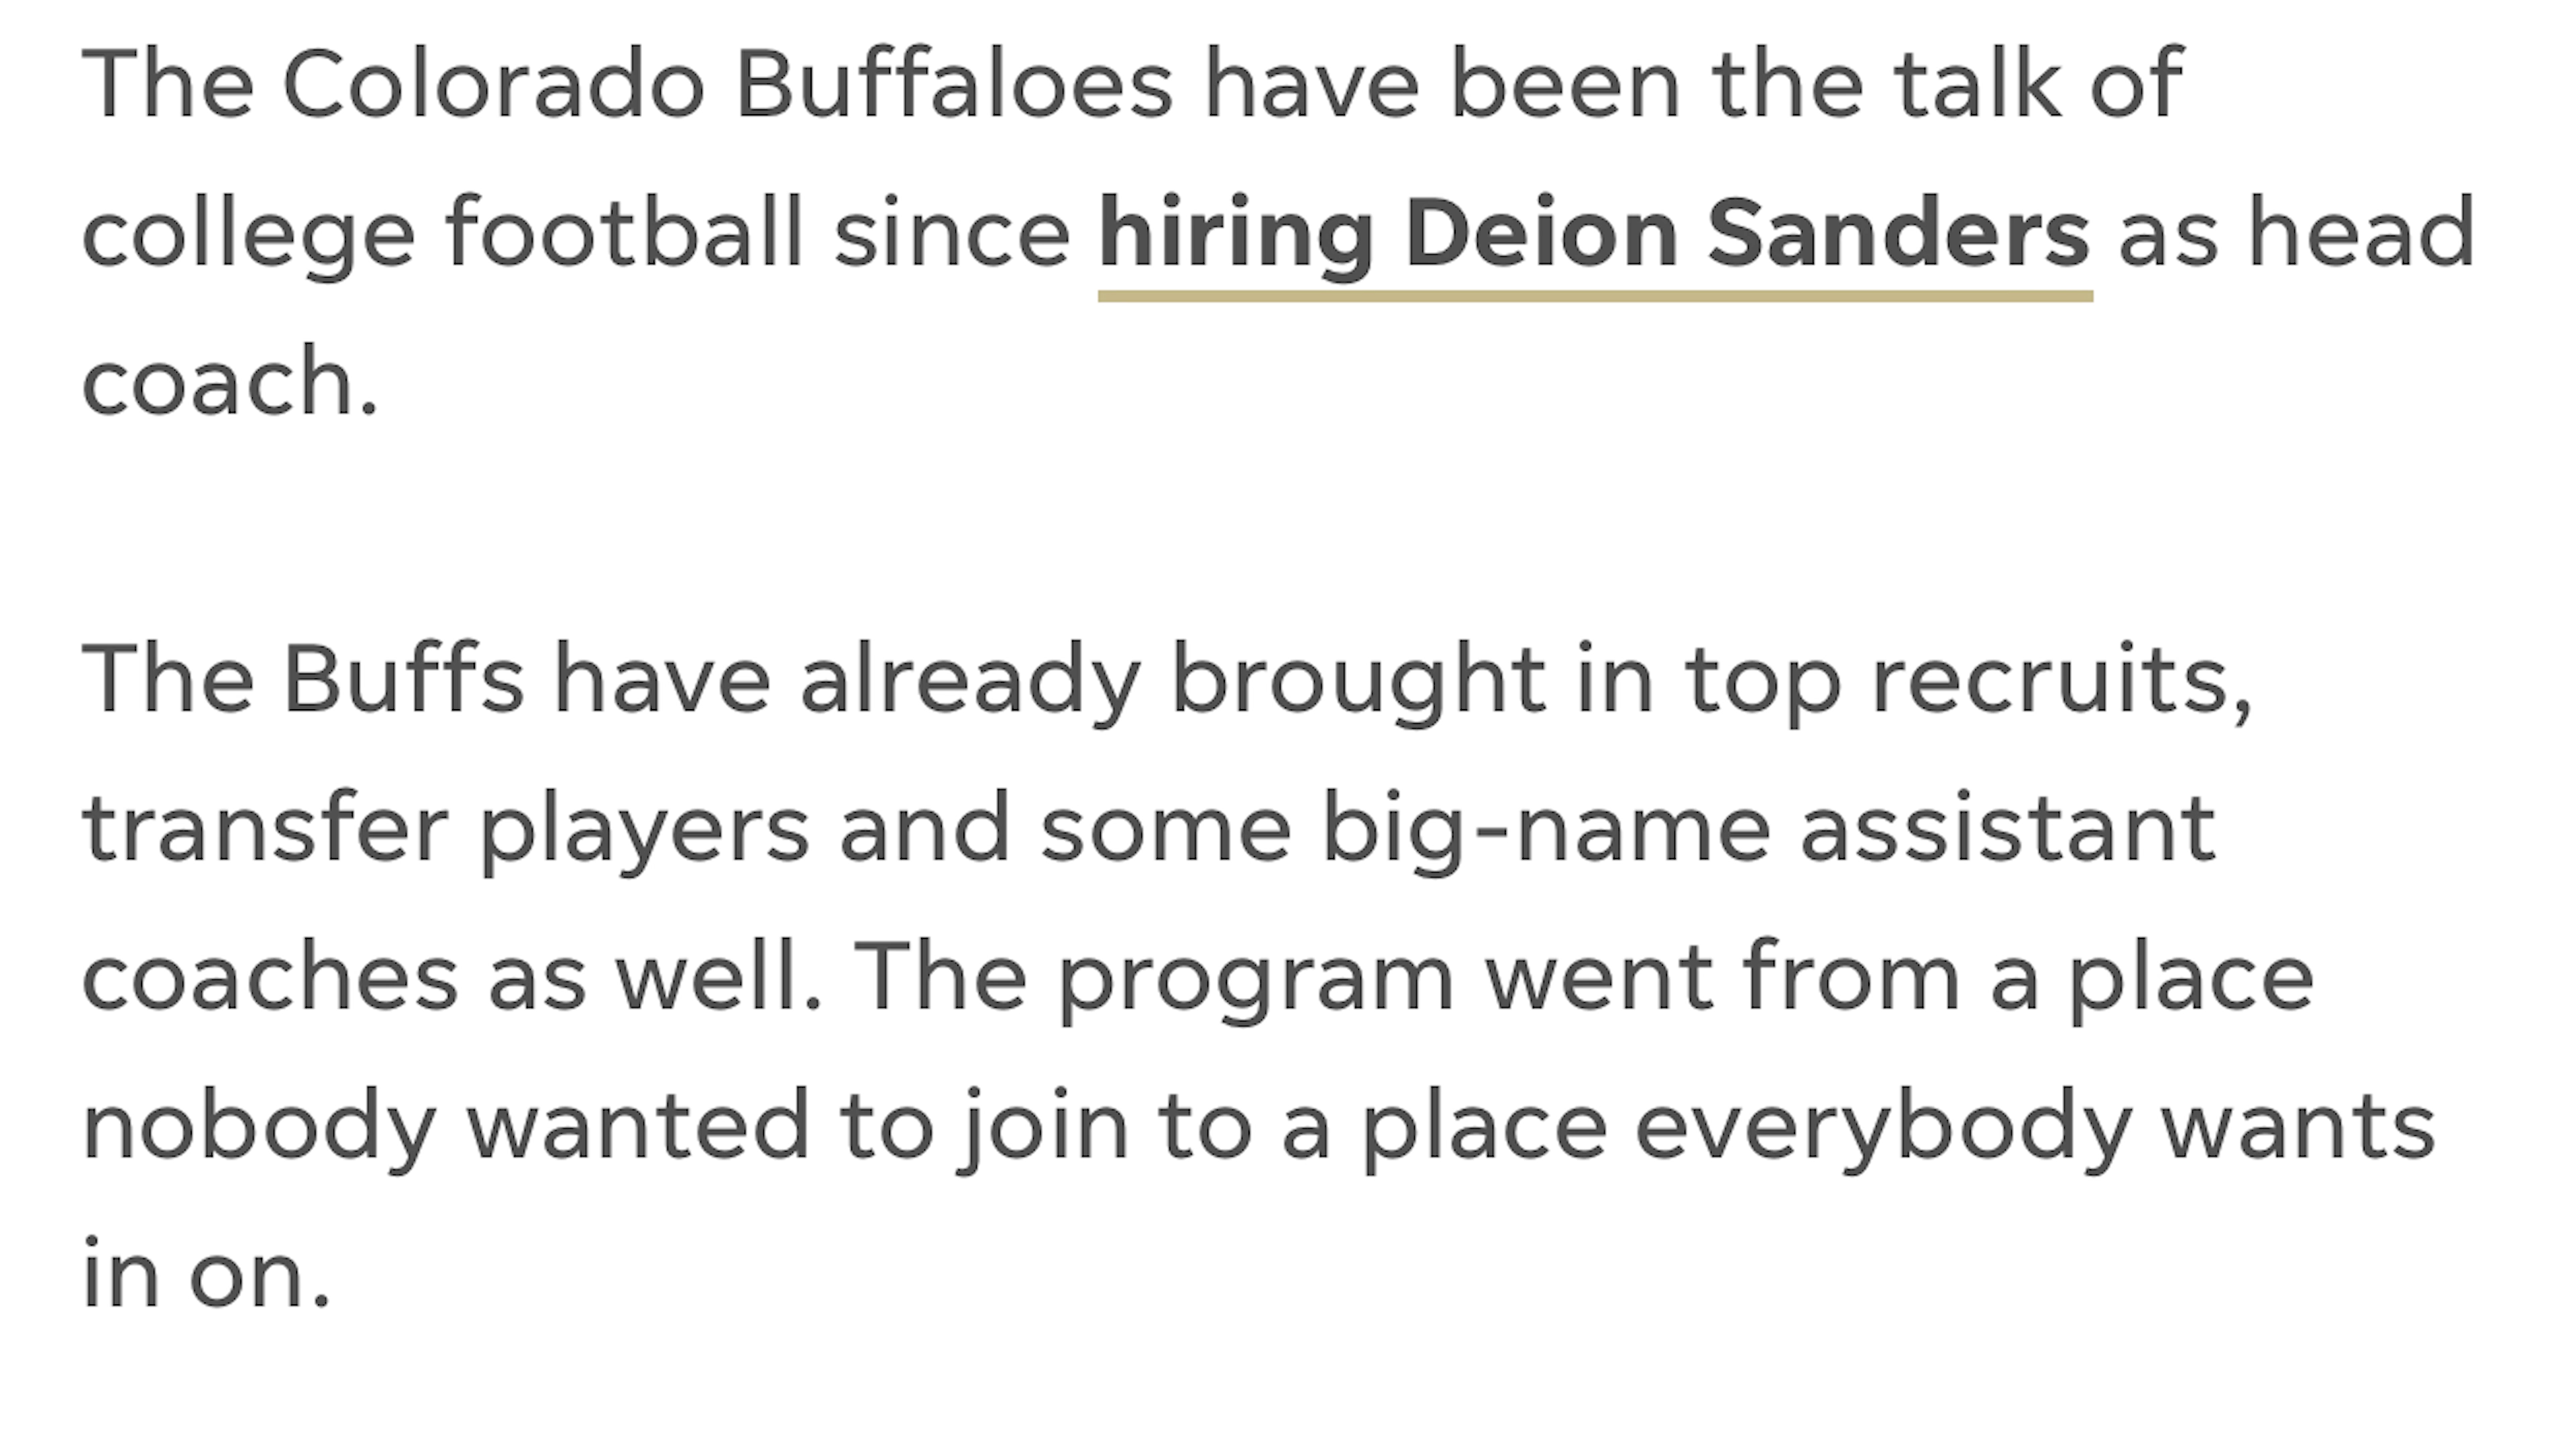 The Colorado Buffaloes have been the talk of
college football since hiring Deion Sanders as head
coach.
The Buffs have already brought in top recruits,
transfer players and some big-name assistant
coaches as well. The program went from a place
nobody wanted to join to a place everybody wants
in on.